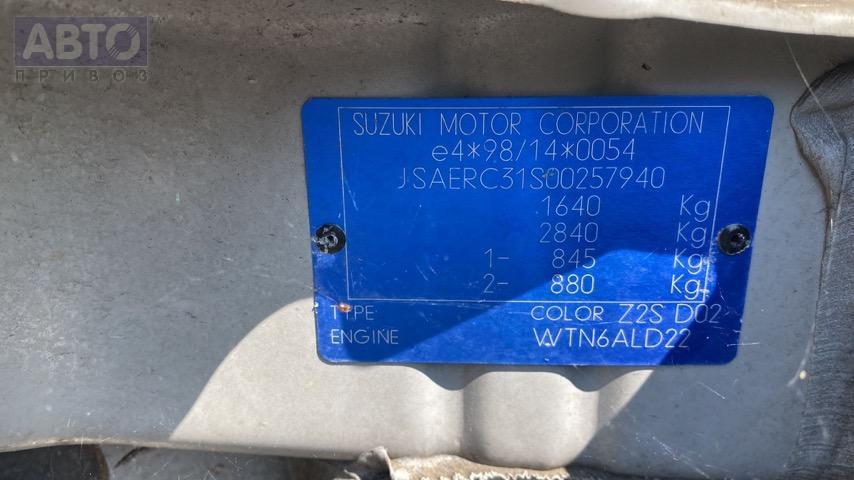 АВТО
ПРИВОЗ
SUZUKI MOTOR CORPORATION
e4*98/14*0054
JSAERC31S00257940
1640 Kg
2840 Kg
1- 845 Kg
2- 880 Kg
TYPE COLOR Z2S D02
ENGINE WTN6ALD22